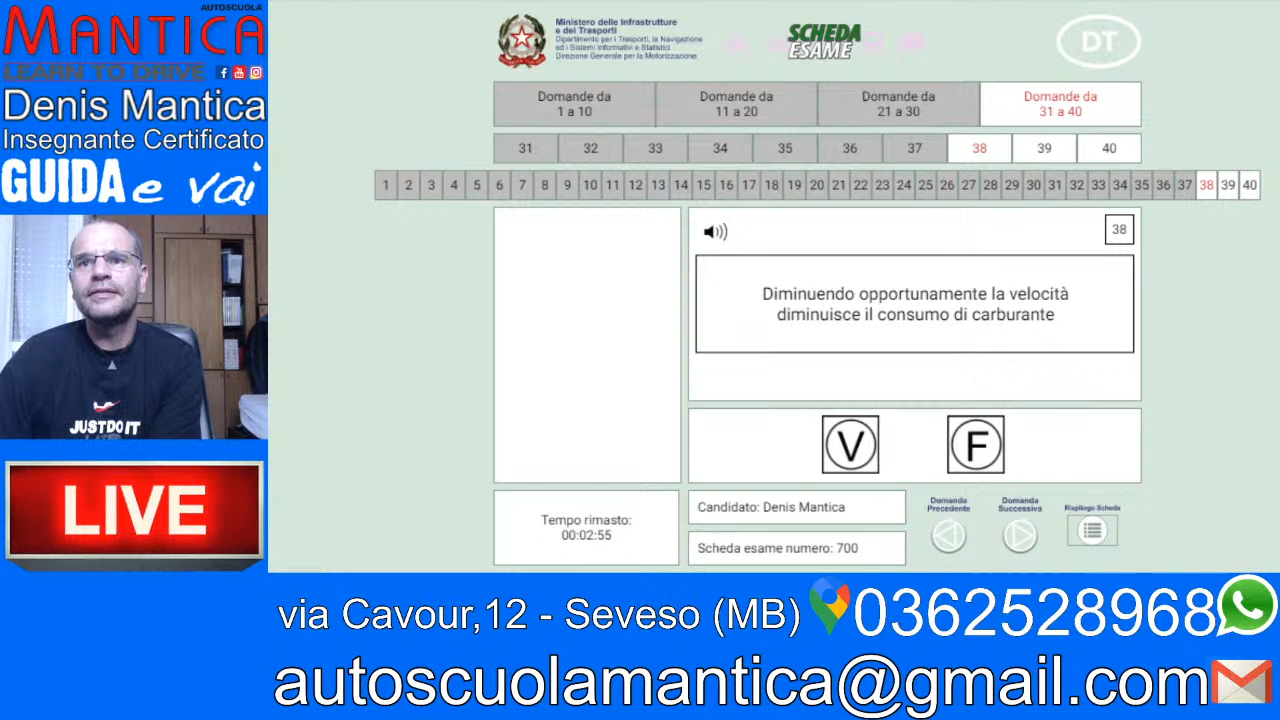 AUTOSCUOLA
MANTICA
LEARN TO DRIVE
Denis Mantica
Insegnante Certificato
GUIDA e vai
JUST DO IT
LATER
LIVE
Ministero delle Infrastrutture
e dei Trasporti
Dipartimento per i Trasporti, la Navigazione
ed i Sistemi Informativi e Statistici
Direzione Generale per la Motorizzazione
SCHEDA
ESAME
DT
Domande da
1 a 10
Domande da
11 a 20
Domande da
21 a 30
Domande da
31 a 40
31 32 33 34 35 36 37 38 39 40
1 2 3 4 5 6 7 8 9 10 11 12 13 14 15 16 17 18 19 20 21 22 23 24 25 26 27 28 29 30 31 32 33 34 35 36 37 38 39 40
38
Diminuendo opportunamente la velocità
diminuisce il consumo di carburante
V F
Tempo rimasto:
00:02:55
Candidato: Denis Mantica
Scheda esame numero: 700
Domanda
Precedente
Domanda
Successiva
Riepilogo Scheda
via Cavour,12 - Seveso (MB) 0362528968
autoscuolamantica@gmail.com